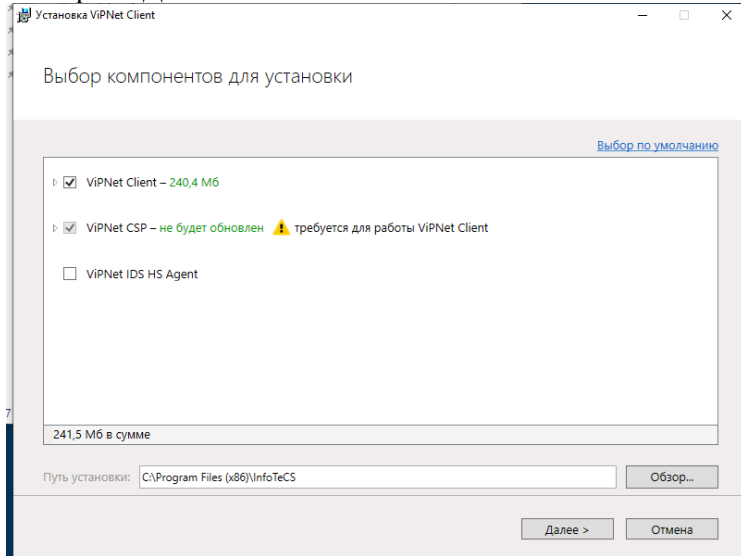 Установка ViPNet Client
Выбор компонентов для установки
Выбор по умолчанию
ViPNet Client – 240,4 Мб
ViPNet CSP – не будет обновлен требуется для работы ViPNet Client
ViPNet IDS HS Agent
7
241,5 Мб в сумме
Путь установки: C:\Program Files (x86)\InfoTeCS Обзор...
Далее > Отмена